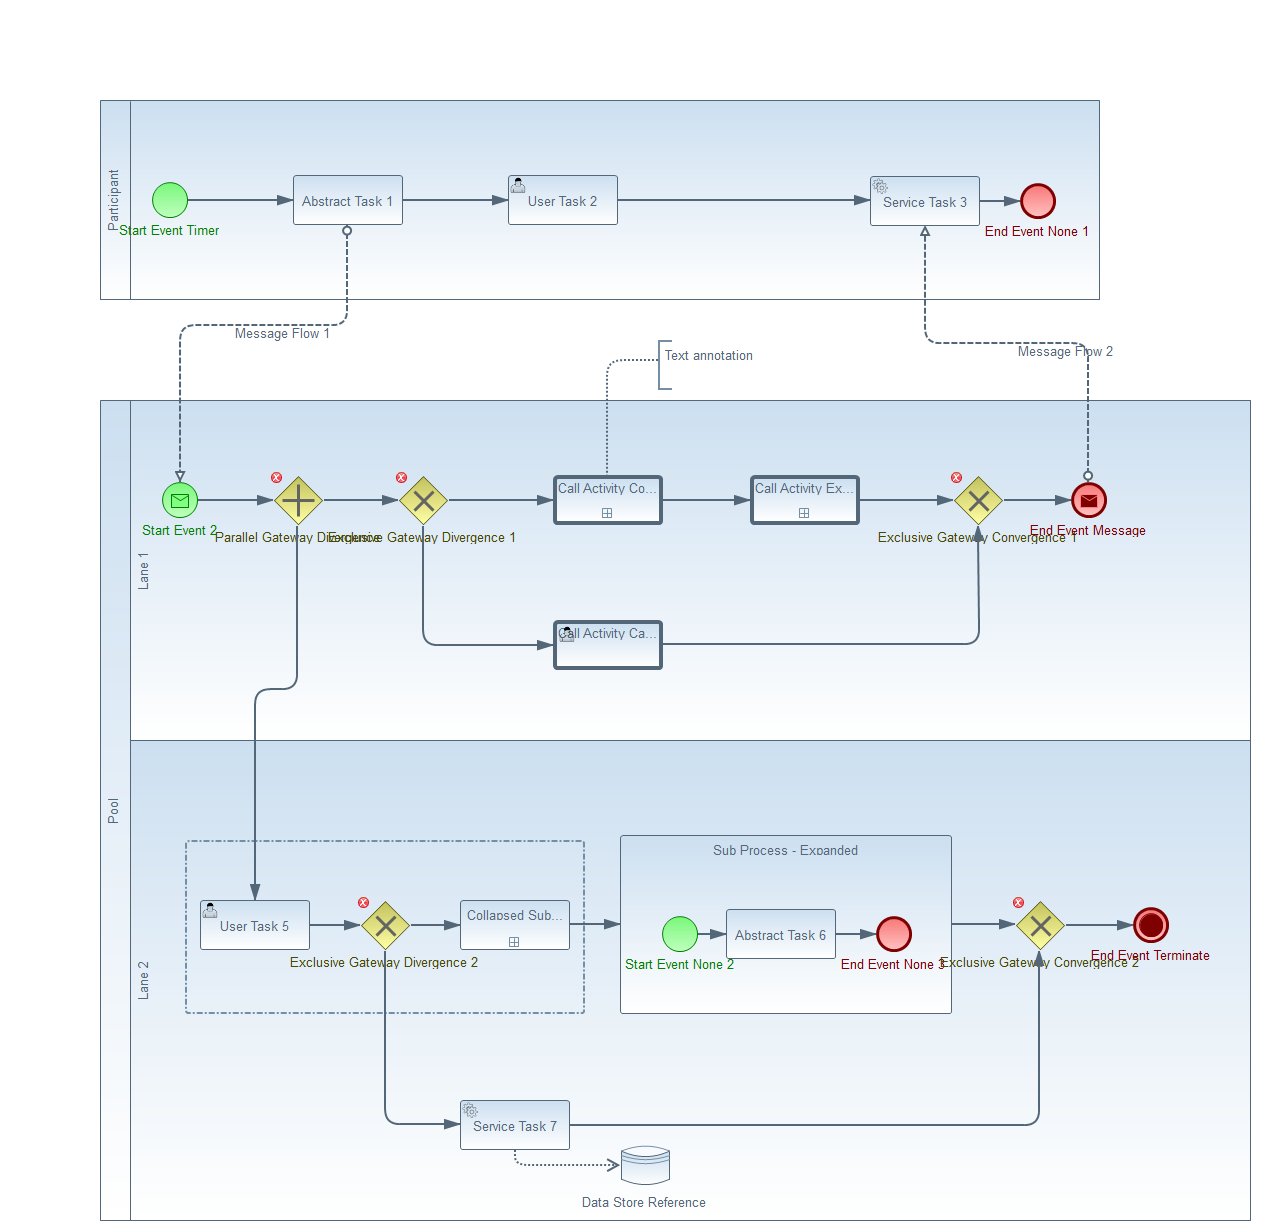 Participant
Start Event Timer
Abstract Task 1
User Task 2
Service Task 3
End Event None 1
Message Flow 1
Message Flow 2
Text annotation
Pool
Lane 1
Start Event 2
Parallel Gateway Divergence
Exclusive Gateway Divergence 1
Call Activity Co...
Call Activity Ex...
Exclusive Gateway Convergence 1
End Event Message
Call Activity Ca...
Lane 2
User Task 5
Exclusive Gateway Divergence 2
Collapsed Sub...
Sub Process - Expanded
Start Event None 2
Abstract Task 6
End Event None 3
Exclusive Gateway Convergence 2
End Event Terminate
Service Task 7
Data Store Reference